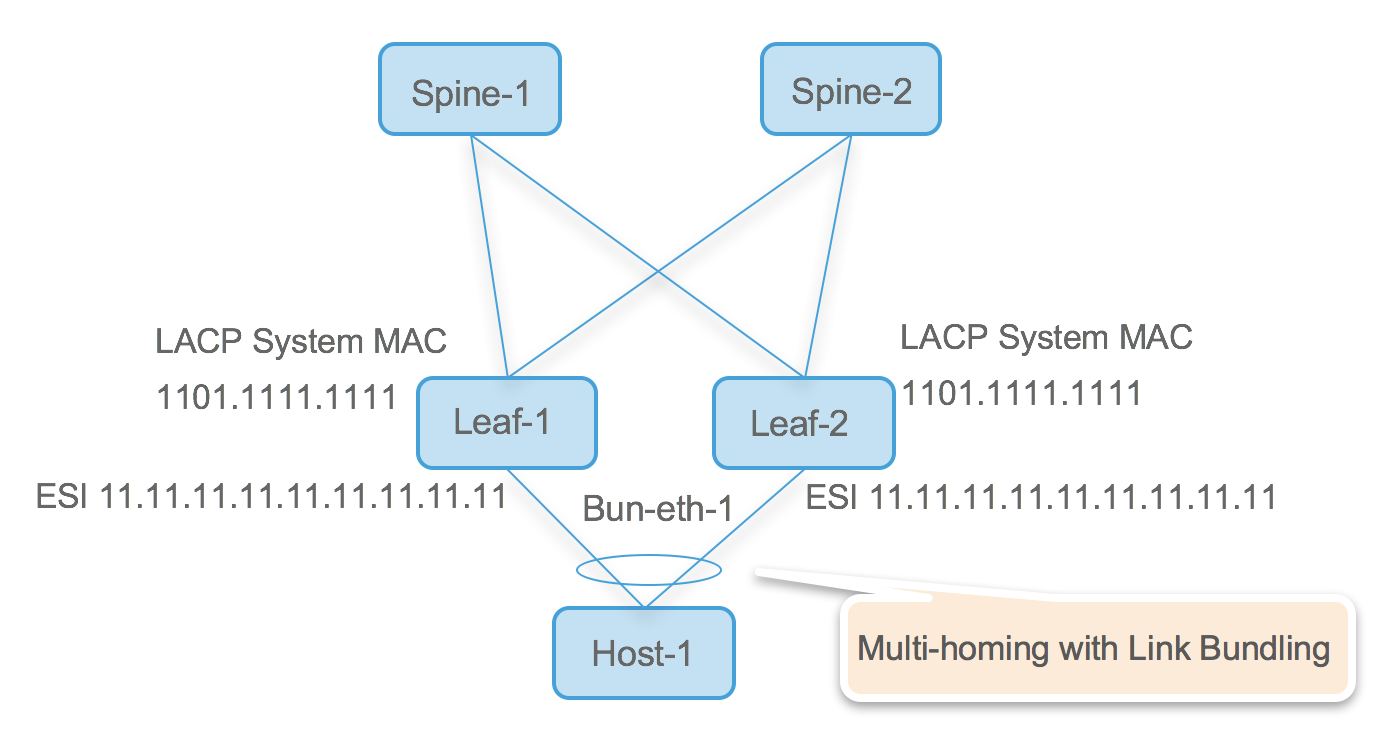 Spine-1
Spine-2
LACP System MAC
1101.1111.1111
LACP System MAC
1101.1111.1111
Leaf-1
Leaf-2
ESI 11.11.11.11.11.11.11.11.11
Bun-eth-1
ESI 11.11.11.11.11.11.11.11.11
Host-1
Multi-homing with Link Bundling